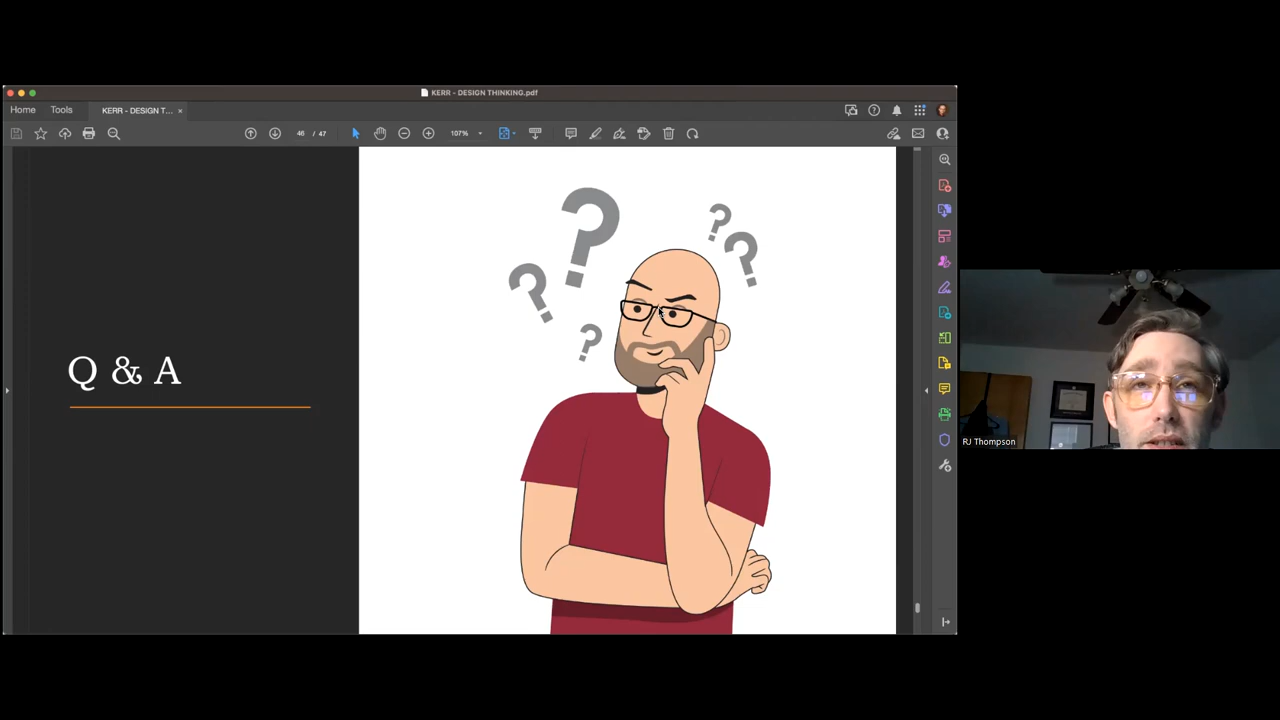 KERR - DESIGN THINKING.pdf
Home
Tools
KERR - DESIGN T... ×
46 / 47
107%
Q & A
? ? ? ? ?
RJ Thompson